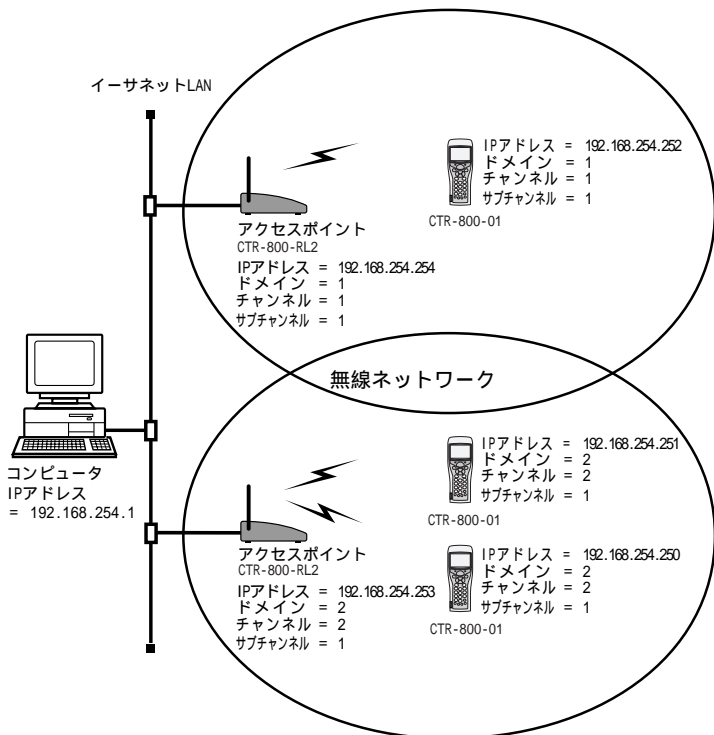 イーサネットLAN
IPアドレス = 192.168.254.252
ドメイン = 1
チャンネル = 1
サブチャンネル = 1
CTR-800-01
アクセスポイント
CTR-800-RL2
IPアドレス = 192.168.254.254
ドメイン = 1
チャンネル = 1
サブチャンネル = 1
無線ネットワーク
コンピュータ
IPアドレス
= 192.168.254.1
IPアドレス = 192.168.254.251
ドメイン = 2
チャンネル = 2
サブチャンネル = 1
CTR-800-01
アクセスポイント
CTR-800-RL2
IPアドレス = 192.168.254.253
ドメイン = 2
チャンネル = 2
サブチャンネル = 1
IPアドレス = 192.168.254.250
ドメイン = 2
チャンネル = 2
サブチャンネル = 1
CTR-800-01